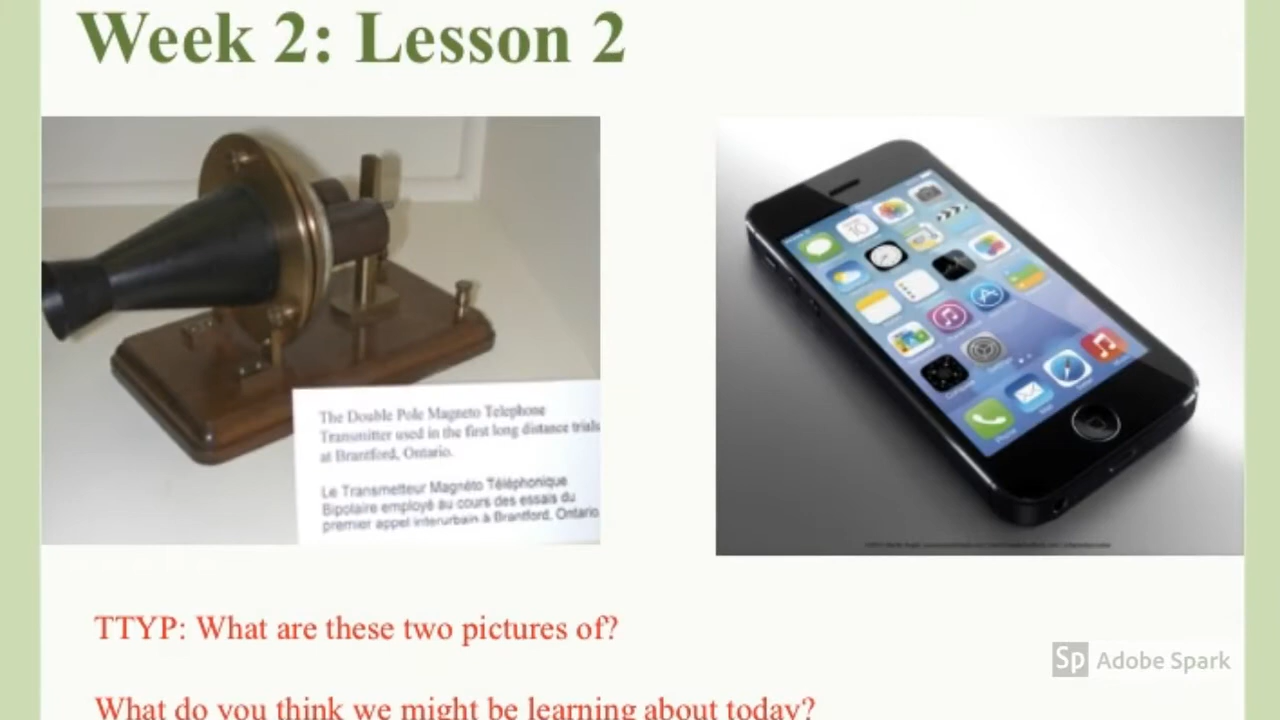 Week 2: Lesson 2
The Double Pole Magneto Telephone
Transmitter used in the first long distance trials
at Brantford, Ontario.
Le Transmetteur Magnéto Téléphonique
Bipolaire employé au cours des essais du
premier appel interurbain à Brantford, Ontario
10
Phone
TTYP: What are these two pictures of?
Sp Adobe Spark
What do you think we might be learning about today?